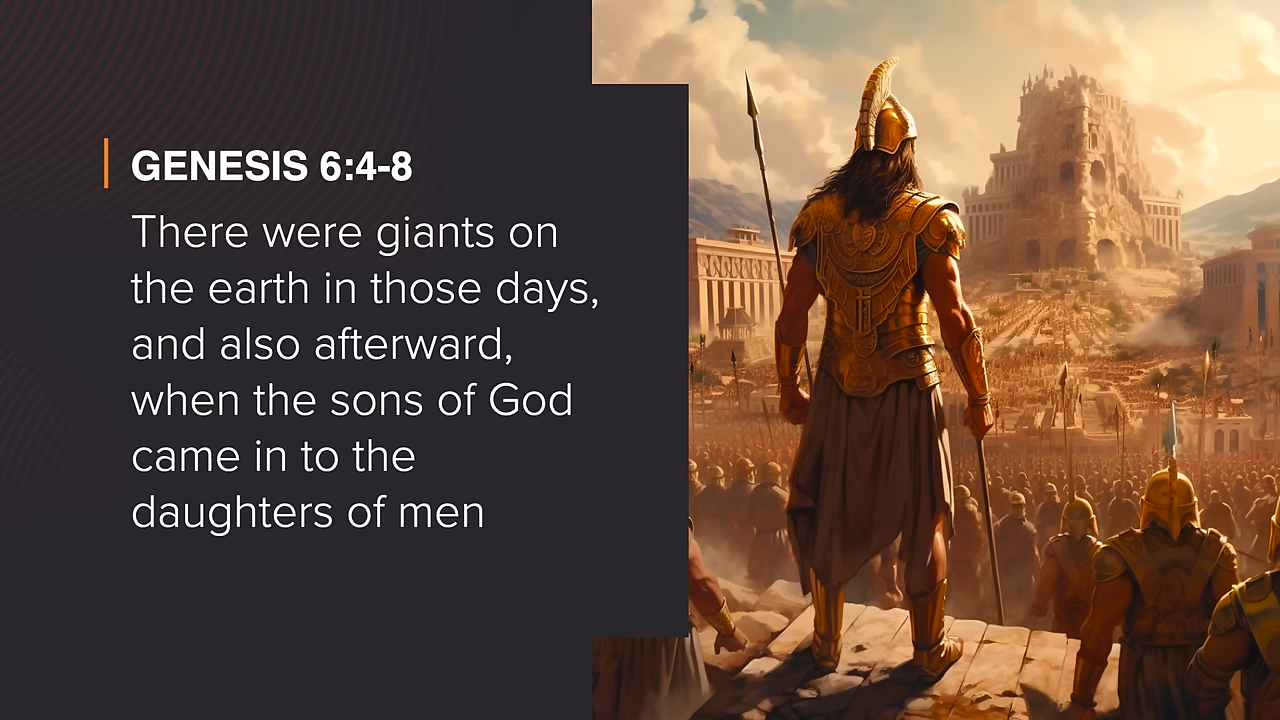 GENESIS 6:4-8
There were giants on
the earth in those days,
and also afterward,
when the sons of God
came in to the
daughters of men